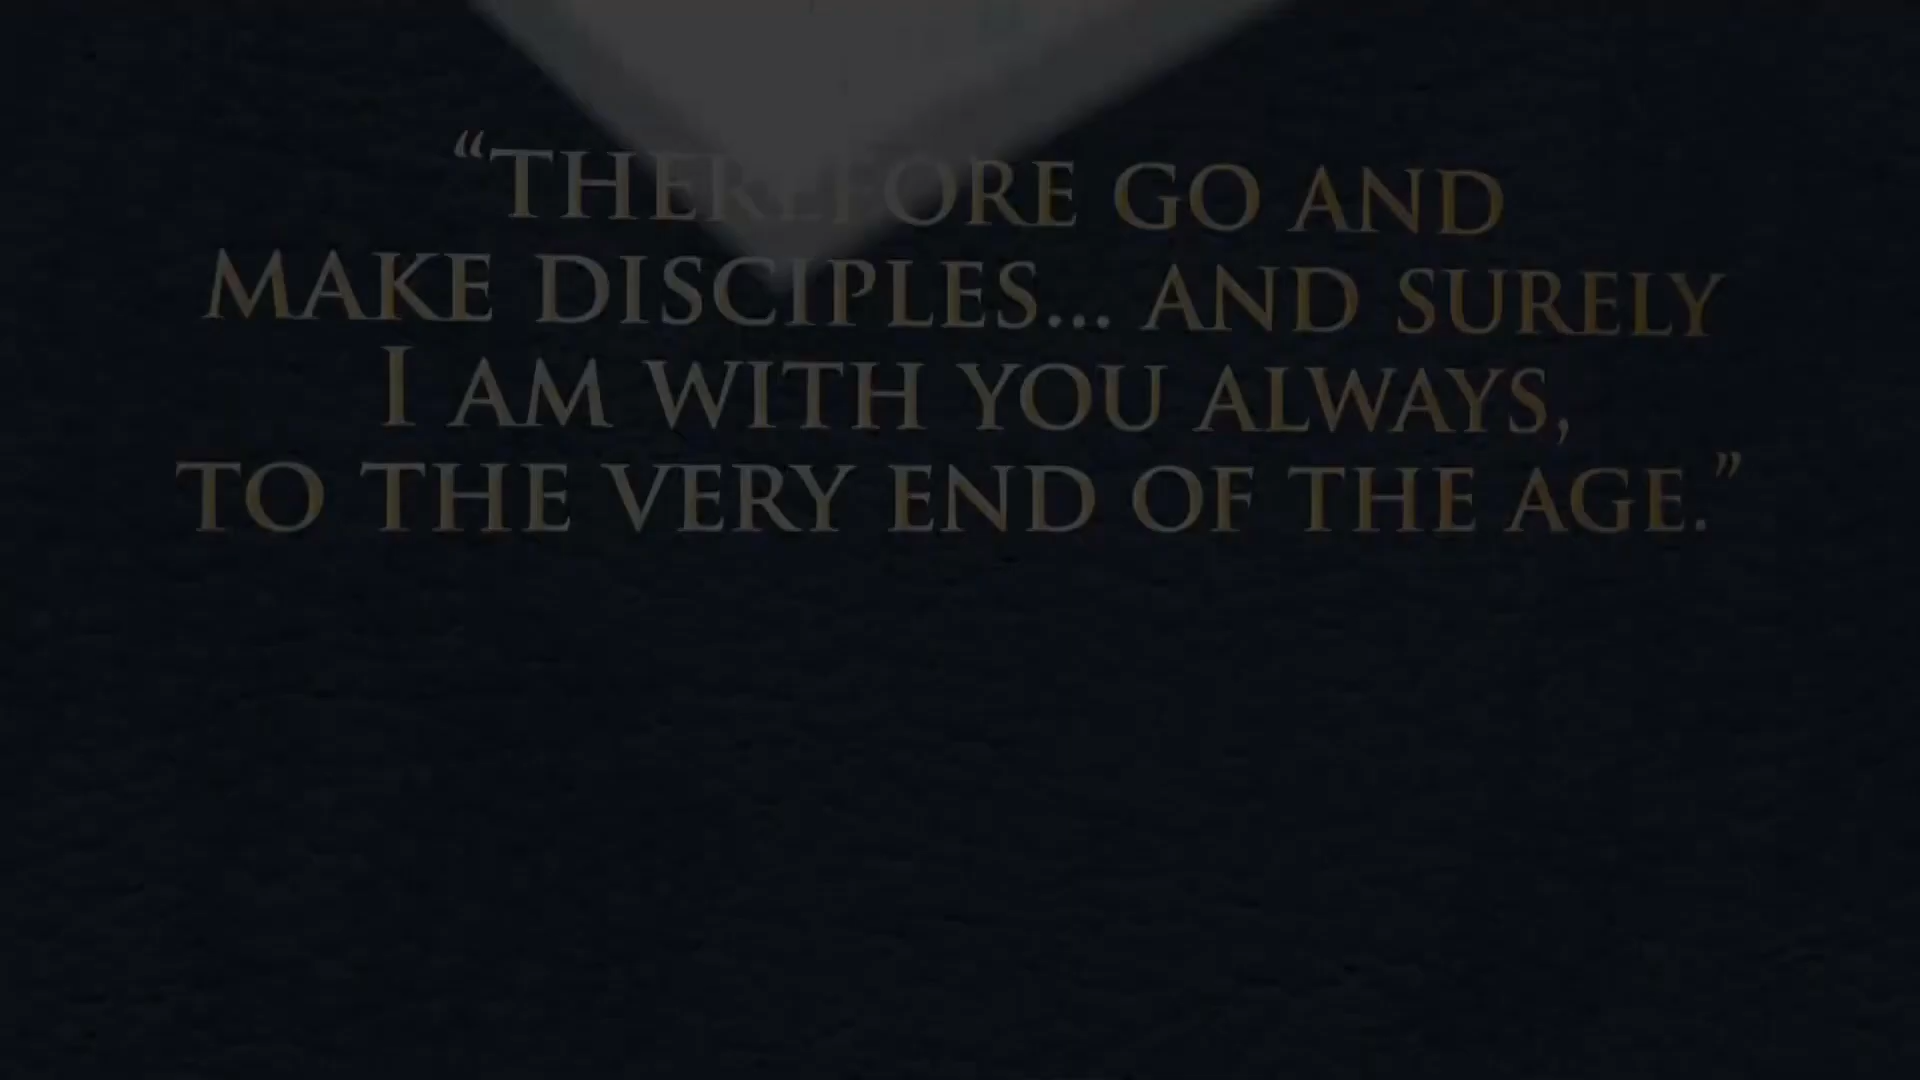 “THEREFORE GO AND
MAKE DISCIPLES... AND SURELY
I AM WITH YOU ALWAYS,
TO THE VERY END OF THE AGE.”